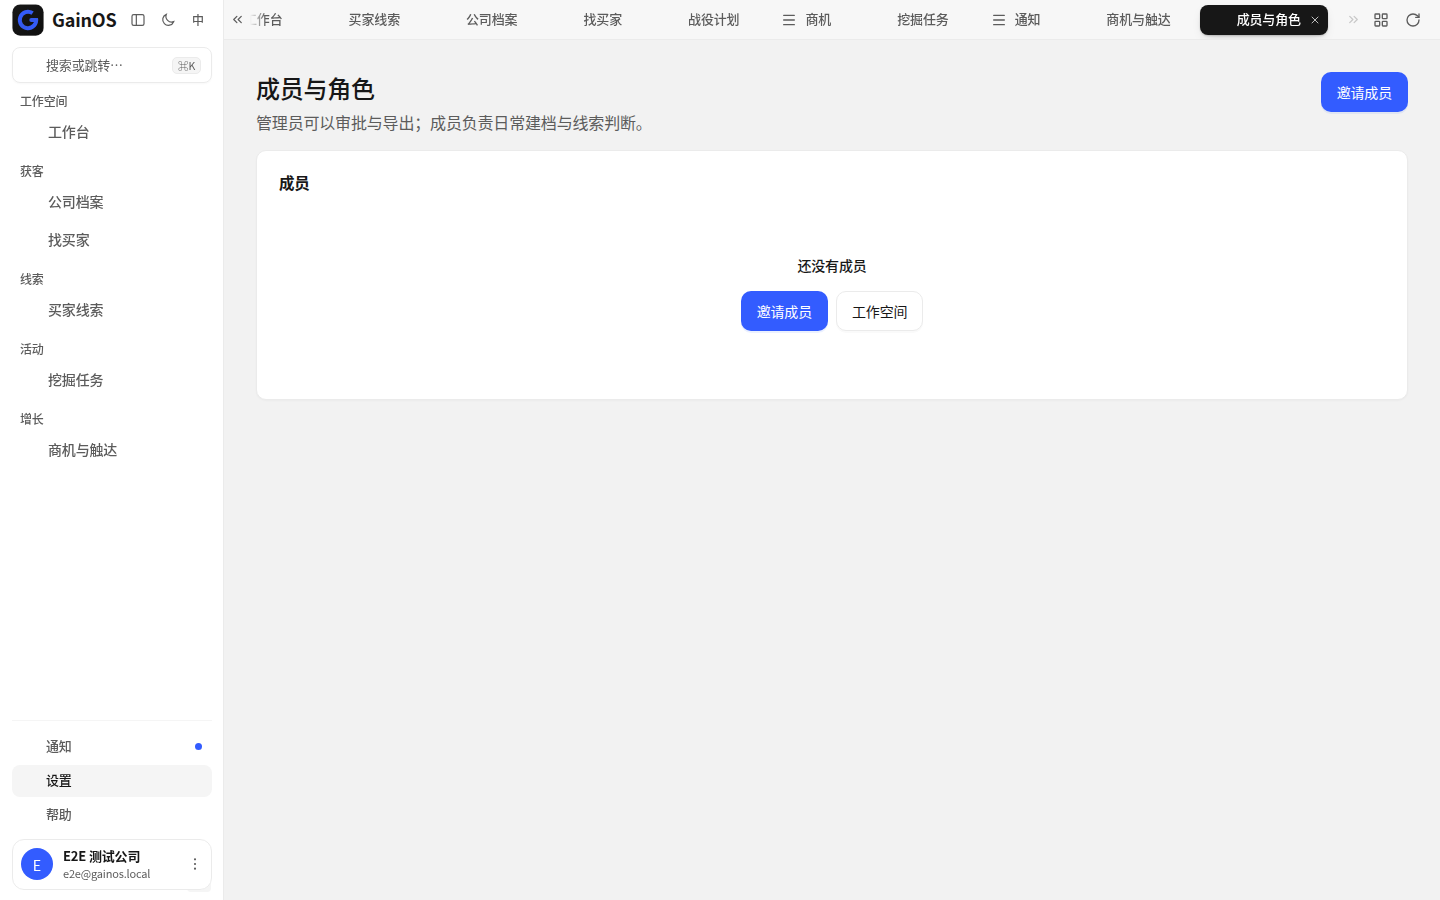 GainOS
中
搜索或跳转…
⌘K
工作空间
工作台
获客
公司档案
找买家
线索
买家线索
活动
挖掘任务
增长
商机与触达
通知
设置
帮助
E
E2E 测试公司
e2e@gainos.local
工作台
买家线索
公司档案
找买家
战役计划
商机
挖掘任务
通知
商机与触达
成员与角色
成员与角色
管理员可以审批与导出；成员负责日常建档与线索判断。
邀请成员
成员
还没有成员
邀请成员
工作空间